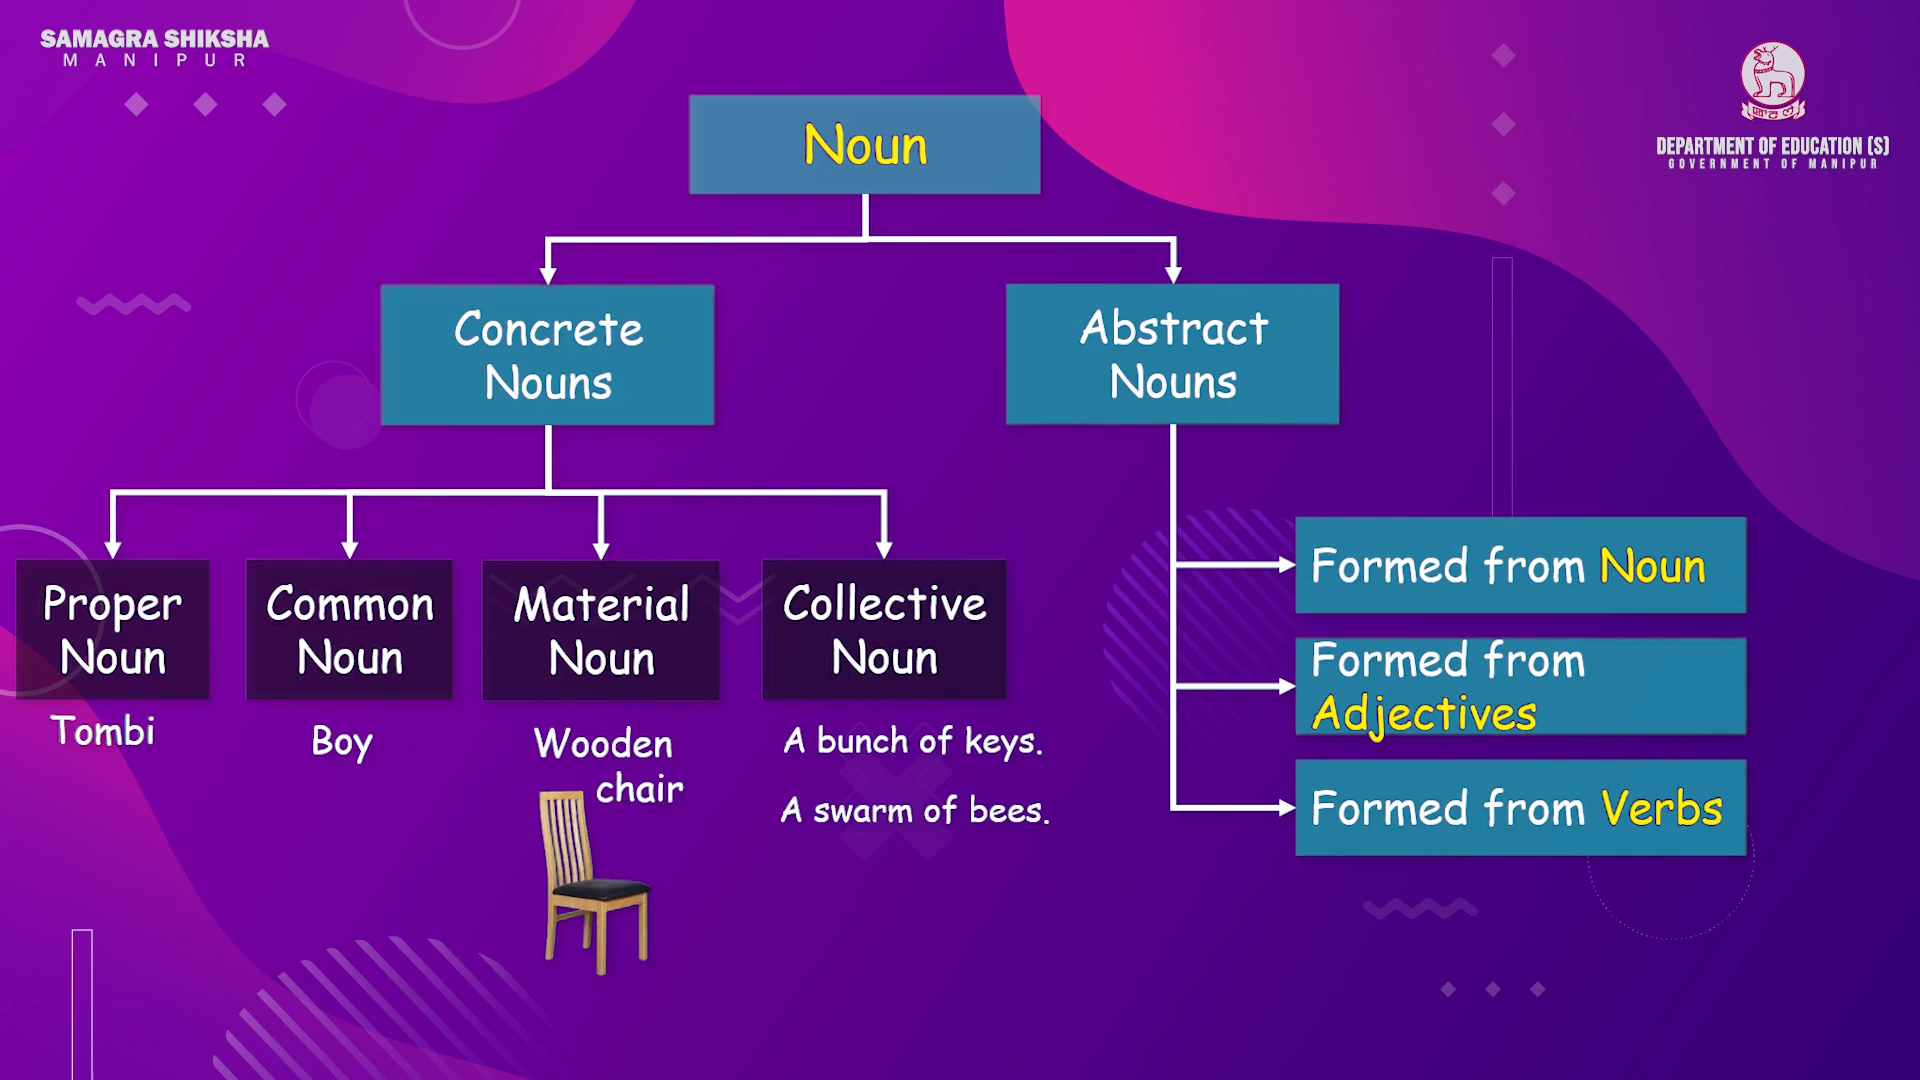 SAMAGRA SHIKSHA
MANIPUR
DEPARTMENT OF EDUCATION (S)
GOVERNMENT OF MANIPUR
Noun
Concrete
Nouns
Abstract
Nouns
Proper
Noun
Tombi
Common
Noun
Boy
Material
Noun
Wooden
chair
Collective
Noun
A bunch of keys.
A swarm of bees.
Formed from Noun
Formed from
Adjectives
Formed from Verbs